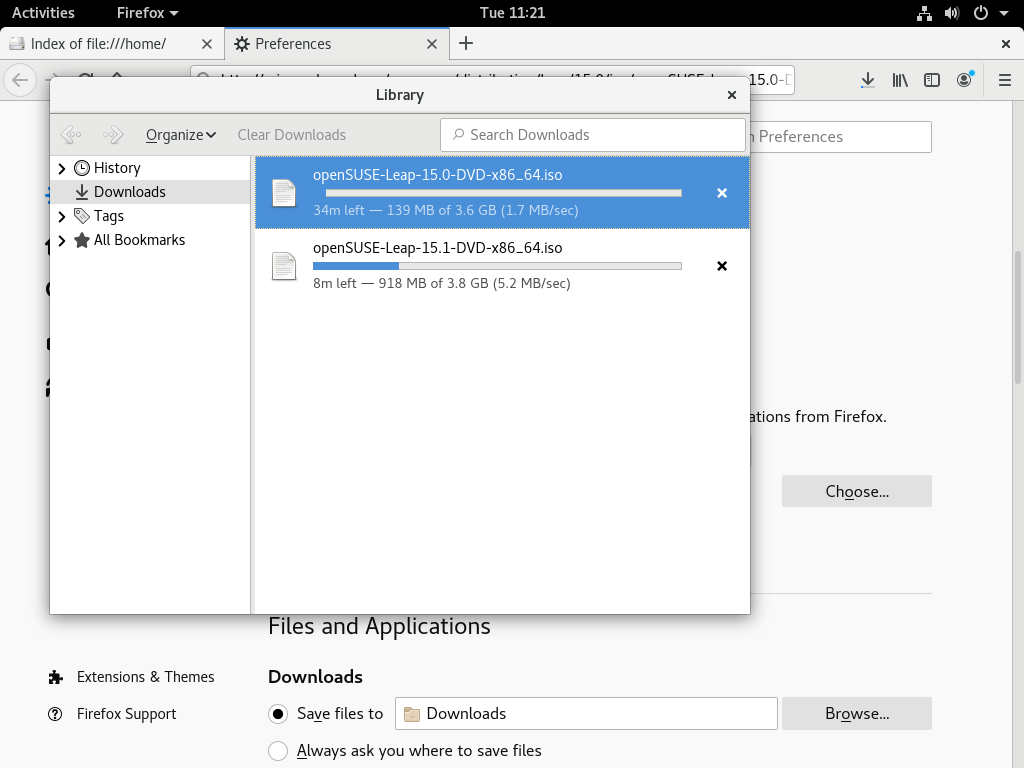 Activities
Firefox
Tue 11:21
Index of file:///home/
Preferences
15.0-D
Library
Organize
Clear Downloads
Search Downloads
Preferences
History
Downloads
Tags
All Bookmarks
openSUSE-Leap-15.0-DVD-x86_64.iso
34m left — 139 MB of 3.6 GB (1.7 MB/sec)
openSUSE-Leap-15.1-DVD-x86_64.iso
8m left — 918 MB of 3.8 GB (5.2 MB/sec)
from Firefox.
Choose...
Files and Applications
Extensions & Themes
Firefox Support
Downloads
Save files to
Downloads
Browse...
Always ask you where to save files